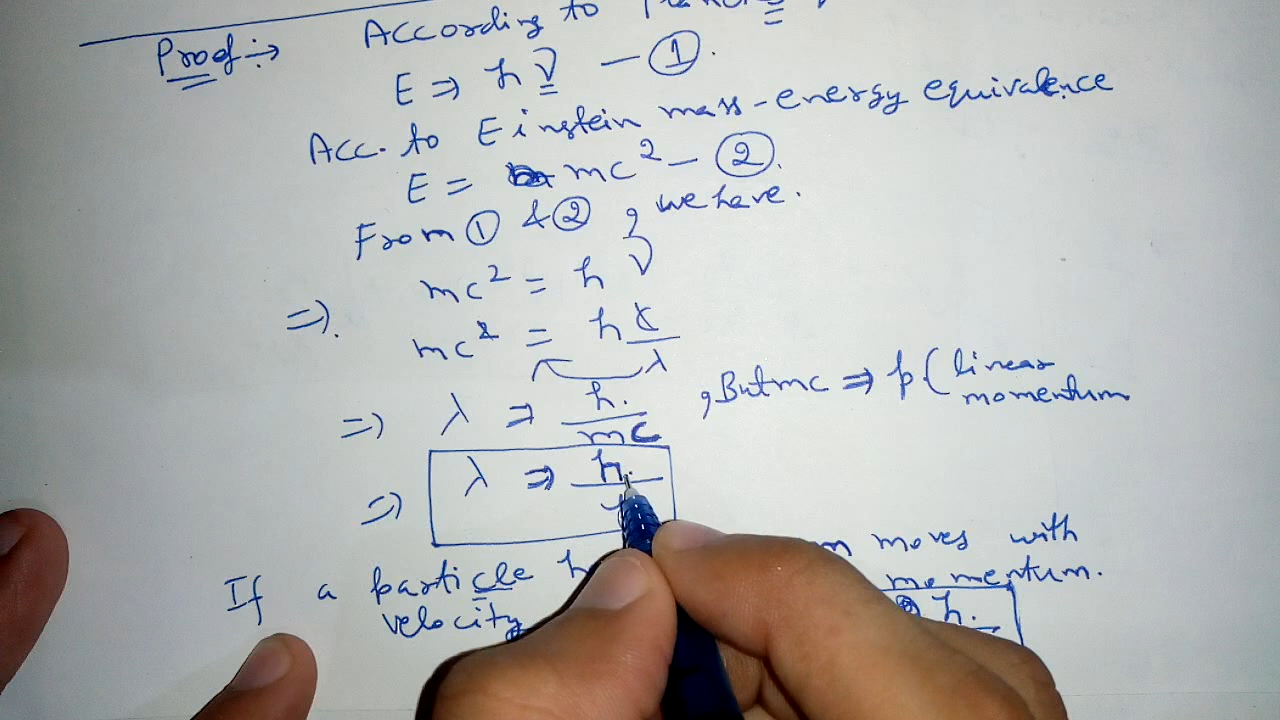 Proof :→ According to
E ⇒ hν — ①.
Acc. to Einstein mass-energy equivalence
E = mc² — ②.
From ① & ②, we have.
mc² = hν
⇒). mc² = hc/λ
⇒) λ ⇒ h./mc , But mc ⇒ p ( linear momentum
⇒) λ ⇒ h.
If a particle moves with
velocity momentum.
h.